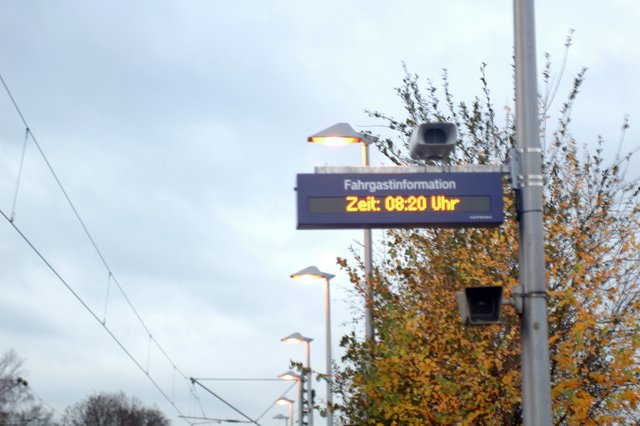 Fahrgastinformation
Zeit: 08:20 Uhr